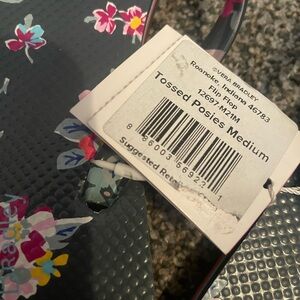 ©VERA BRADLEY
Roanoke, Indiana 46783
Flip Flop
12697 M21M
Tossed Posies Medium
Suggested Retail